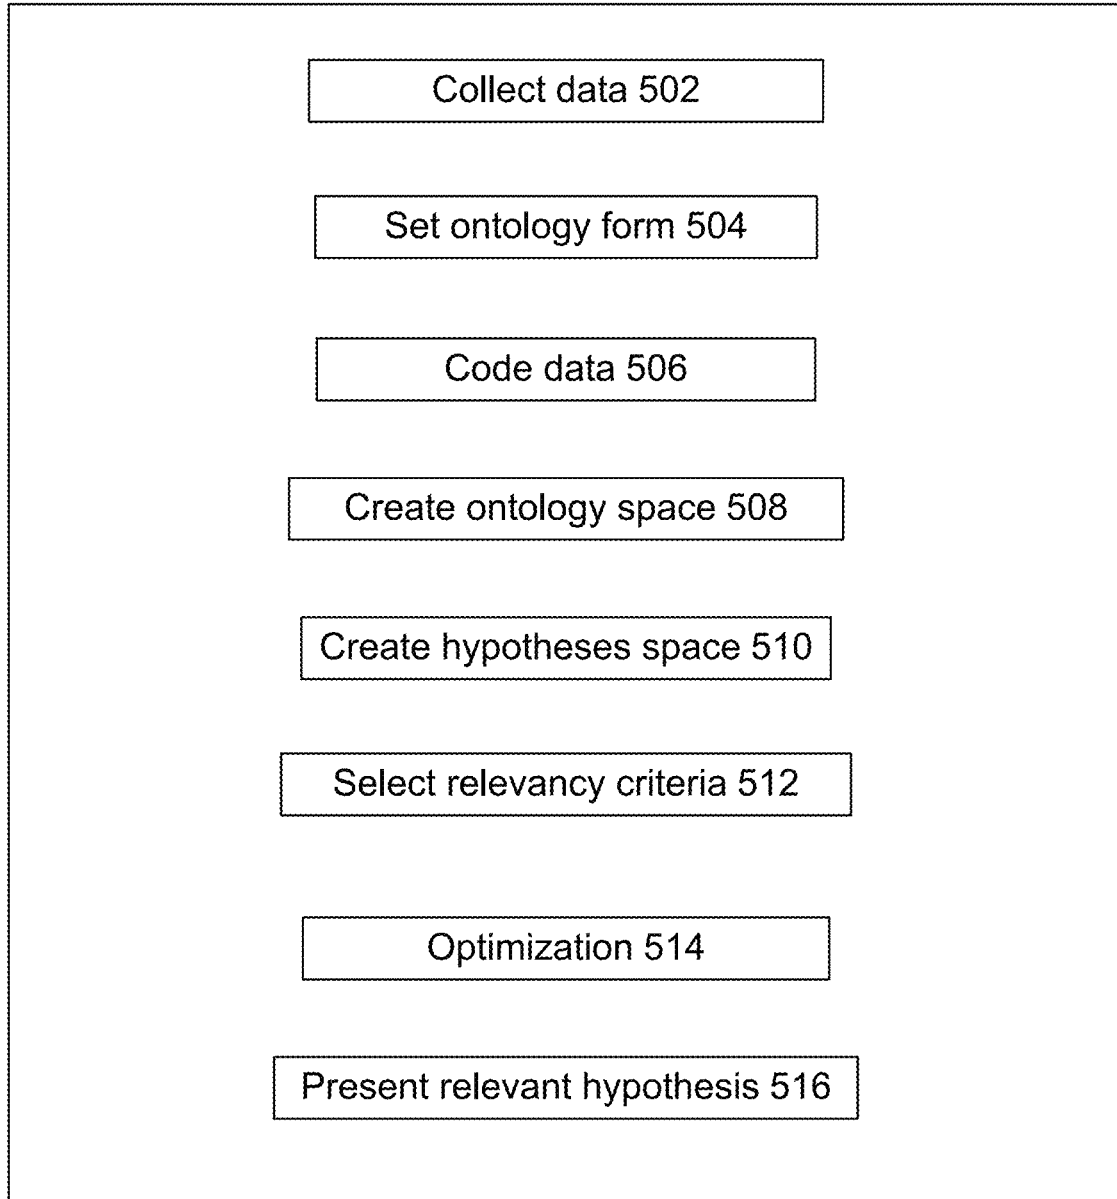 Collect data 502
Set ontology form 504
Code data 506
Create ontology space 508
Create hypotheses space 510
Select relevancy criteria 512
Optimization 514
Present relevant hypothesis 516